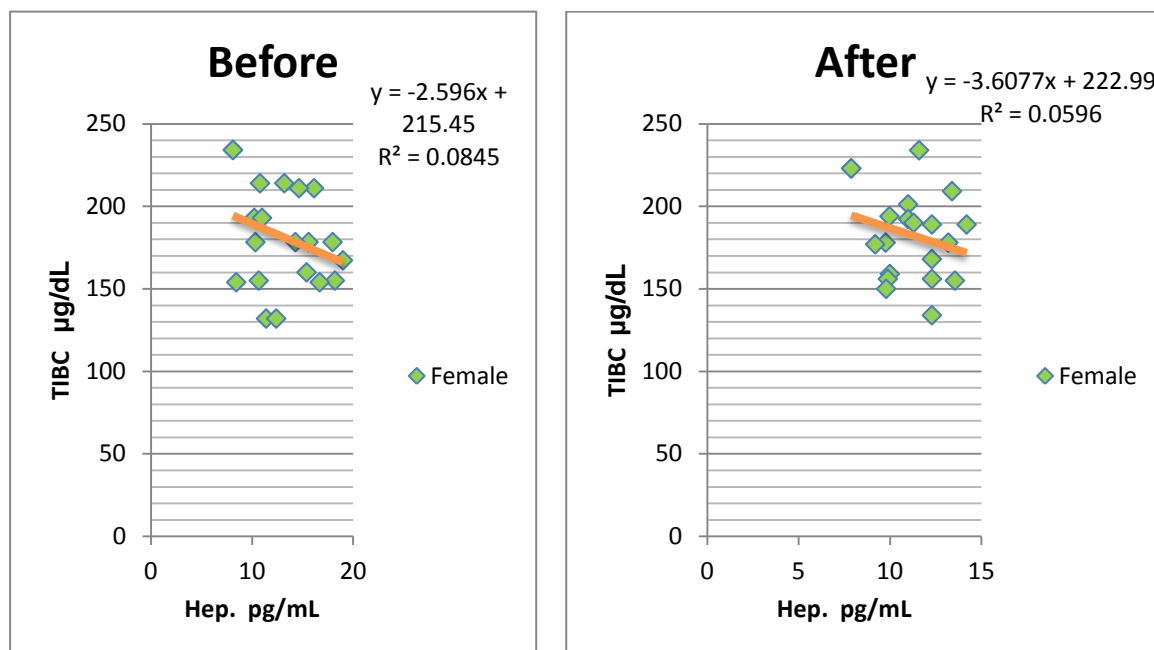 Before
y = -2.596x +
215.45
R² = 0.0845
250
200
150
100
50
0
TIBC µg/dL
0 10 20
Hep. pg/mL
Female
After
y = -3.6077x + 222.99
R² = 0.0596
250
200
150
100
50
0
TIBC µg/dL
0 5 10 15
Hep. pg/mL
Female